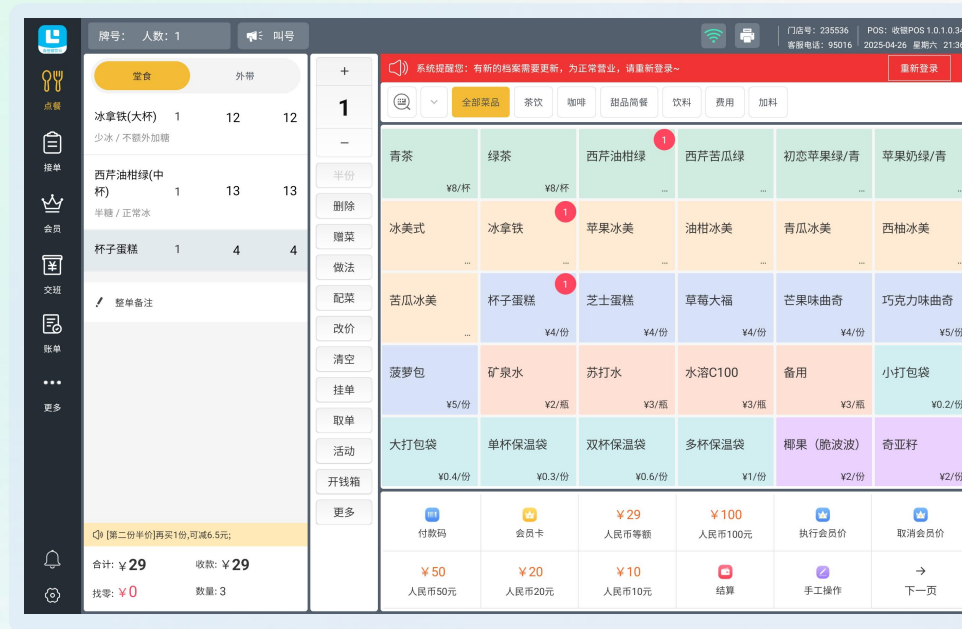 牌号: 人数: 1 叫号
门店号: 235536 POS: 收银POS 1.0.1.0.34
客服电话: 95016 2025-04-26 星期六 21:36
点餐
接单
会员
交班
账单
更多
堂食 外带
冰拿铁(大杯) 1 12 12
少冰 / 不额外加糖
西芹油柑绿(中
杯) 1 13 13
半糖 / 正常冰
杯子蛋糕 1 4 4
整单备注
[第二份半价]再买1份,可减6.5元;
合计: ¥29 收款: ¥29
找零: ¥0 数量: 3
+
1
−
半份
删除
赠菜
做法
配菜
改价
清空
挂单
取单
活动
开钱箱
更多
系统提醒您: 有新的档案需要更新，为正常营业，请重新登录~ 重新登录
全部菜品 茶饮 咖啡 甜品简餐 饮料 费用 加料
青茶 绿茶 西芹油柑绿 1 西芹苦瓜绿 初恋苹果绿/青 苹果奶绿/青
¥8/杯 ¥8/杯 ... ... ... ...
冰美式 冰拿铁 1 苹果冰美 油柑冰美 青瓜冰美 西柚冰美
... ... ... ... ... ...
苦瓜冰美 杯子蛋糕 1 芝士蛋糕 草莓大福 芒果味曲奇 巧克力味曲奇
... ¥4/份 ¥4/份 ¥4/份 ¥4/份 ¥5/份
菠萝包 矿泉水 苏打水 水溶C100 备用 小打包袋
¥5/份 ¥2/瓶 ¥3/瓶 ¥3/瓶 ¥3/瓶 ¥0.2/份
大打包袋 单杯保温袋 双杯保温袋 多杯保温袋 椰果（脆波波） 奇亚籽
¥0.4/份 ¥0.3/份 ¥0.6/份 ¥1/份 ¥2/份 ¥2/份
¥29 ¥100
付款码 会员卡 人民币等额 人民币100元 执行会员价 取消会员价
¥50 ¥20 ¥10
人民币50元 人民币20元 人民币10元 结算 手工操作 下一页